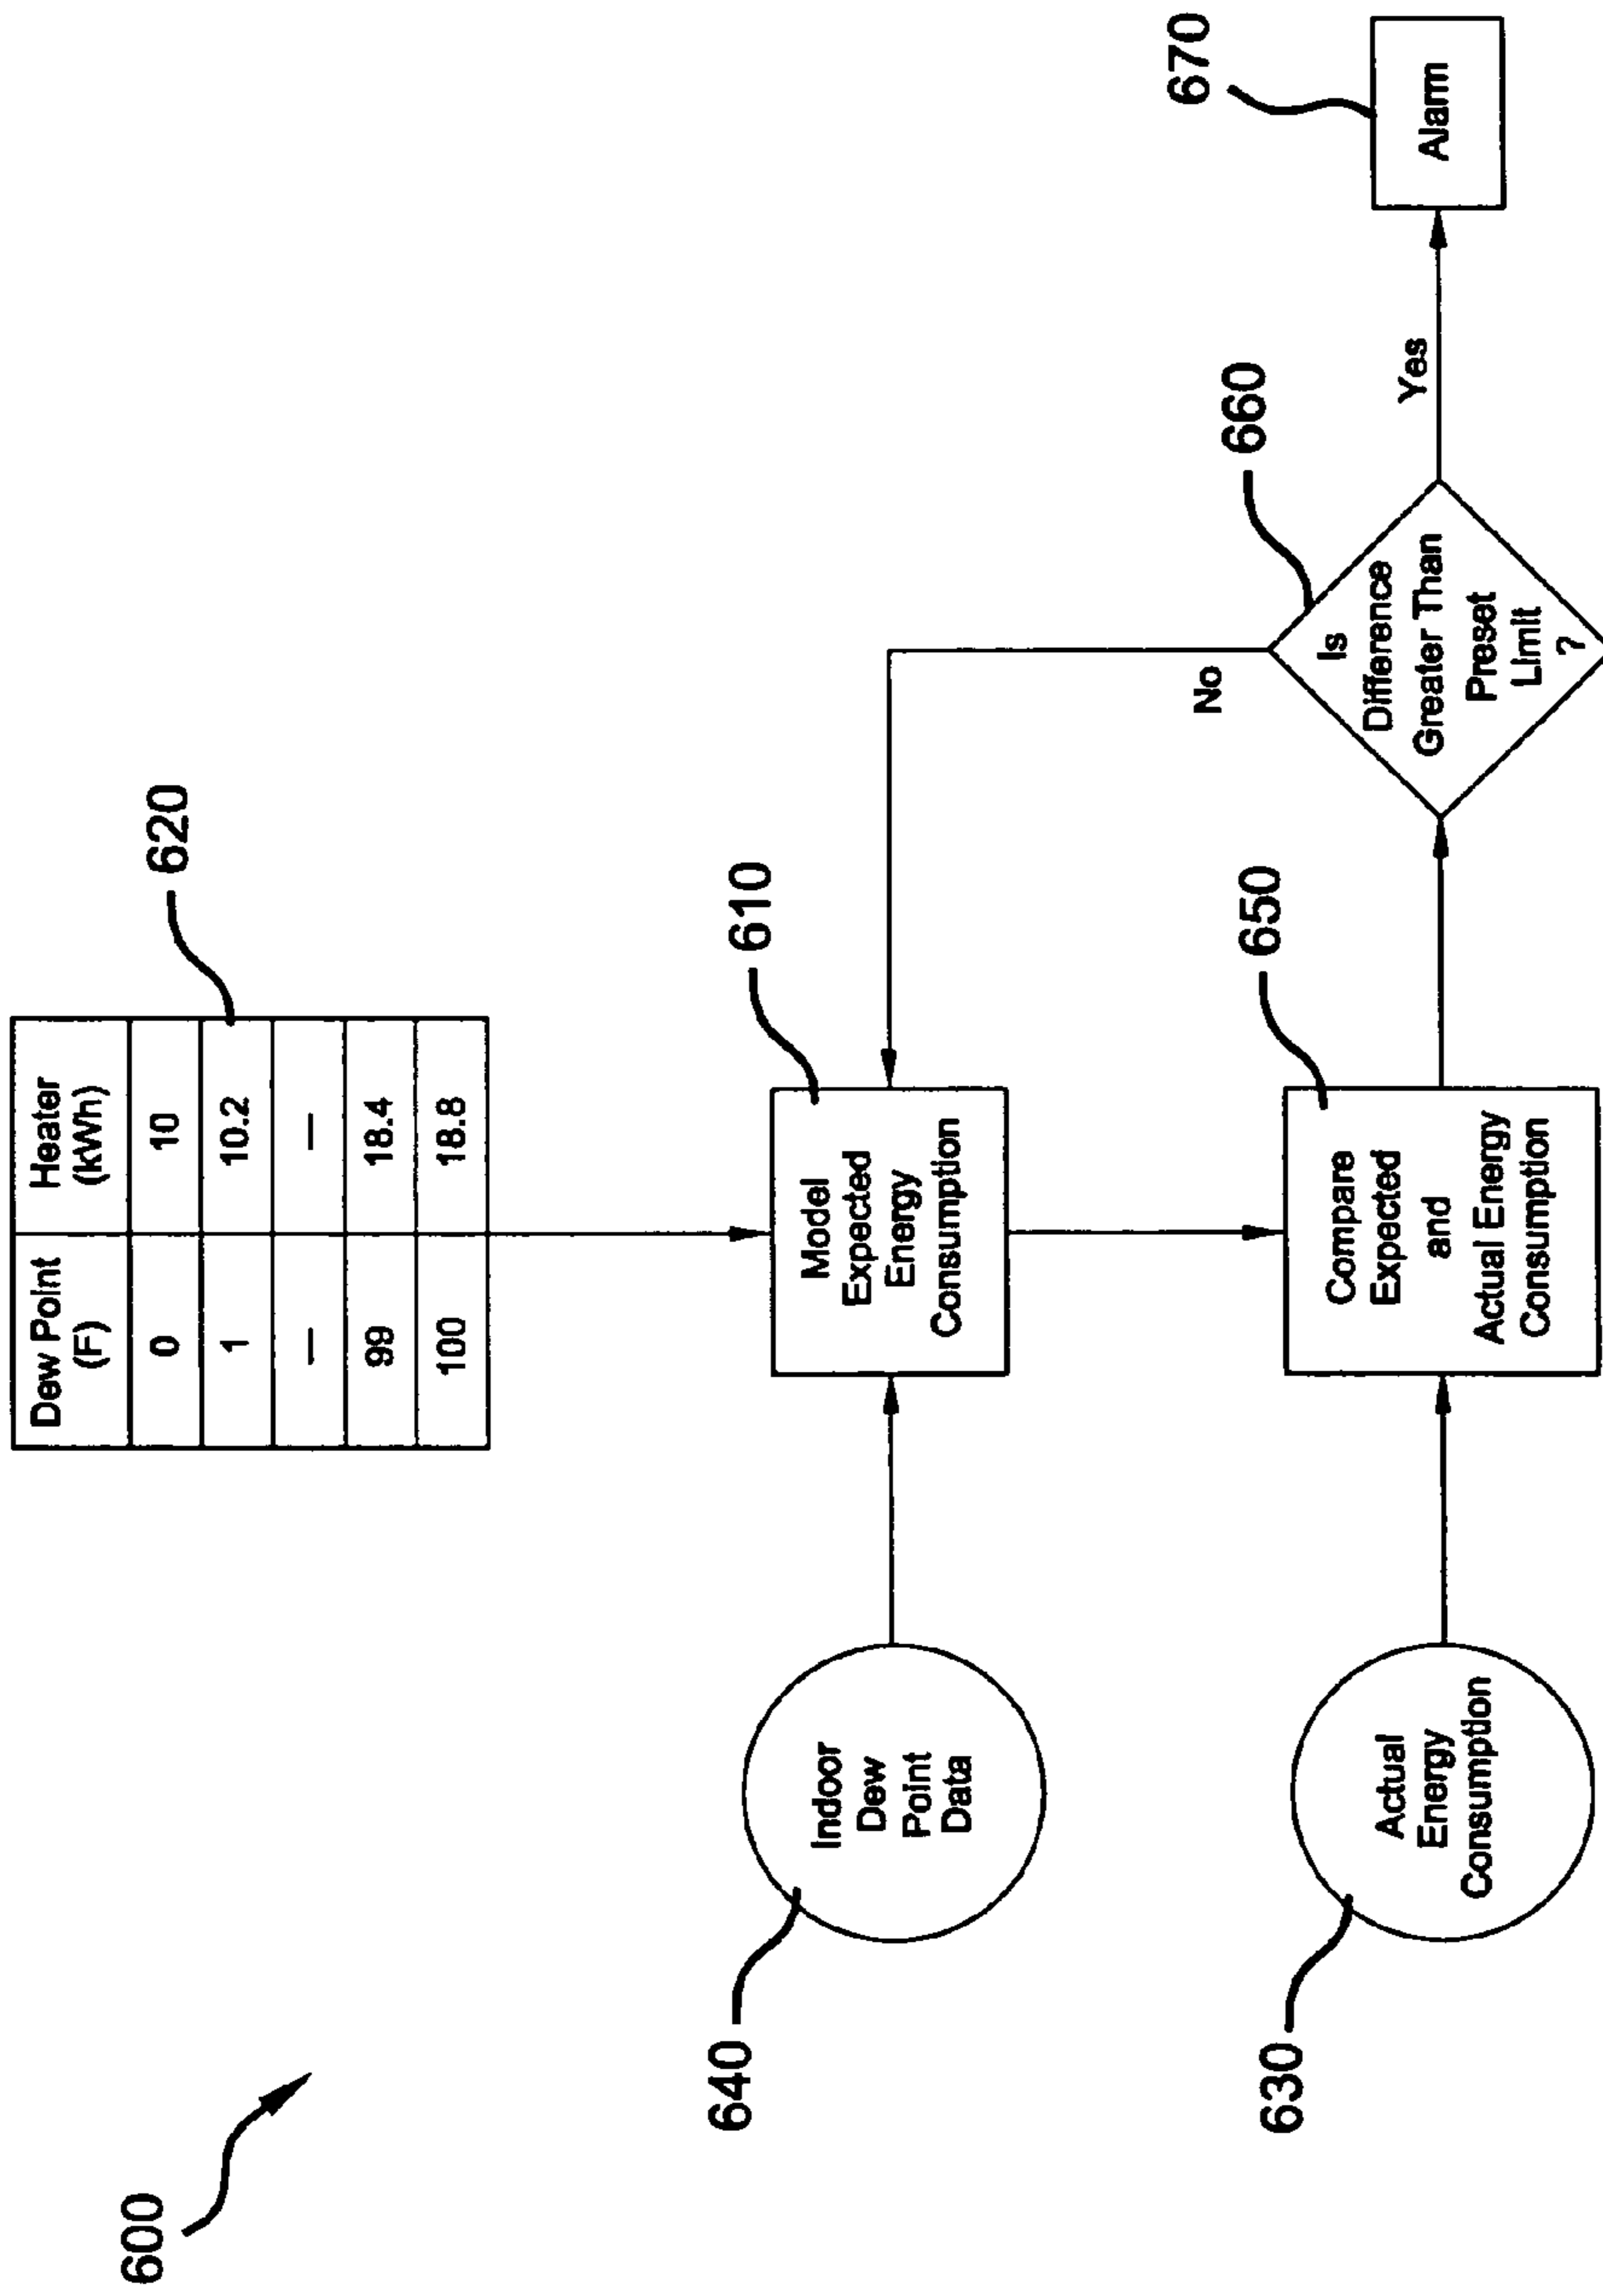 600
Dew Point
(F)
Heater
(kWh)
0
10
1
10.2
—
—
99
18.4
100
18.8
620
640
Indoor
Dew
Point
Data
610
Model
Expected
Energy
Consumption
630
Actual
Energy
Consumption
650
Compare
Expected
and
Actual Energy
Consumption
No
660
Is
Difference
Greater Than
Preset
Limit
?
Yes
670
Alarm